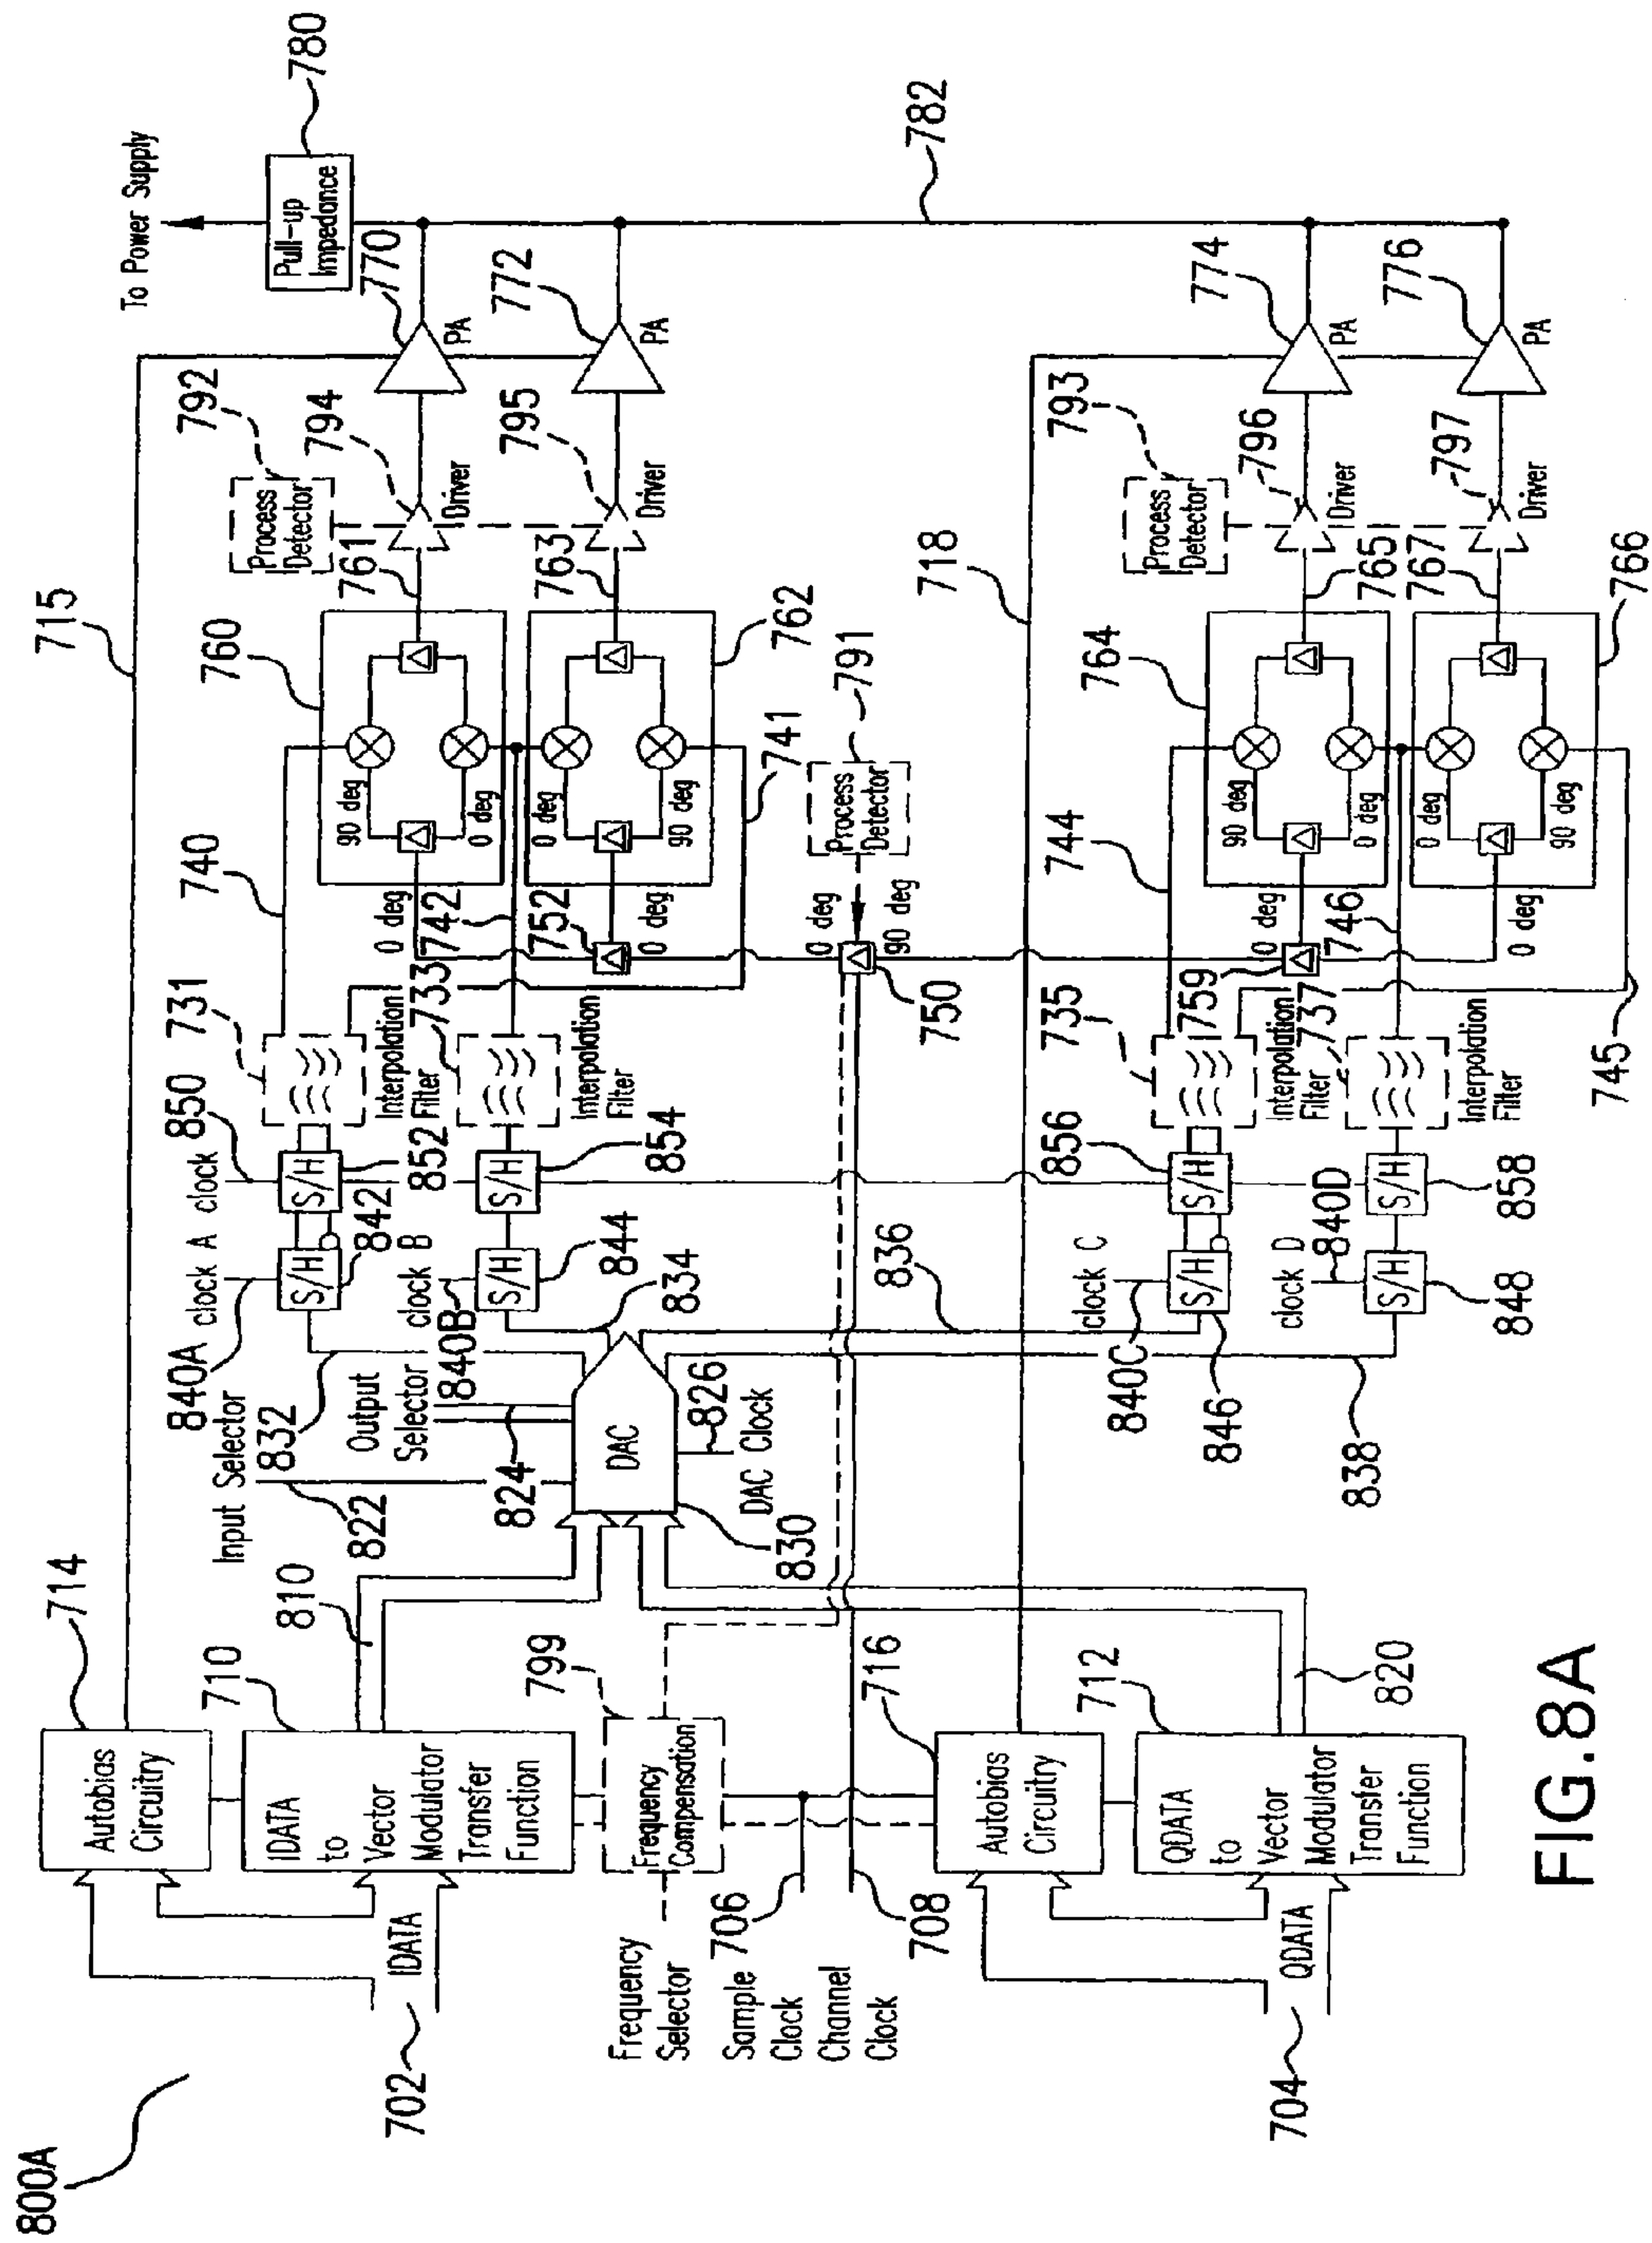 800A
702
IDATA
714
Autobias
Circuitry
715
710
IDATA
to
Vector
Modulator
Transfer
Function
810
Frequency
Selector
799
Frequency
Compensation
Sample
Clock
706
Channel
Clock
708
716
Autobias
Circuitry
718
704
QDATA
712
QDATA
to
Vector
Modulator
Transfer
Function
820
Input Selector
822
Output
Selector
824
DAC
DAC Clock
826
830
832
834
836
838
840A
clock A
S/H
842
clock
850
S/H
852
840B
clock B
S/H
844
S/H
854
840C
clock C
S/H
846
S/H
856
clock D
840D
S/H
848
S/H
858
731
Interpolation
Filter
733
Interpolation
Filter
735
Interpolation
Filter
737
Interpolation
Filter
740
742
741
744
746
745
0 deg
752
0 deg
0 deg
750
90 deg
0 deg
759
0 deg
Process
Detector
791
760
90 deg
0 deg
761
762
0 deg
90 deg
763
764
90 deg
0 deg
765
766
0 deg
90 deg
767
Process
Detector
792
794
Driver
795
Driver
Process
Detector
793
796
Driver
797
Driver
770
PA
772
PA
774
PA
776
PA
To Power Supply
Pull-up
Impedance
780
782
FIG.8A